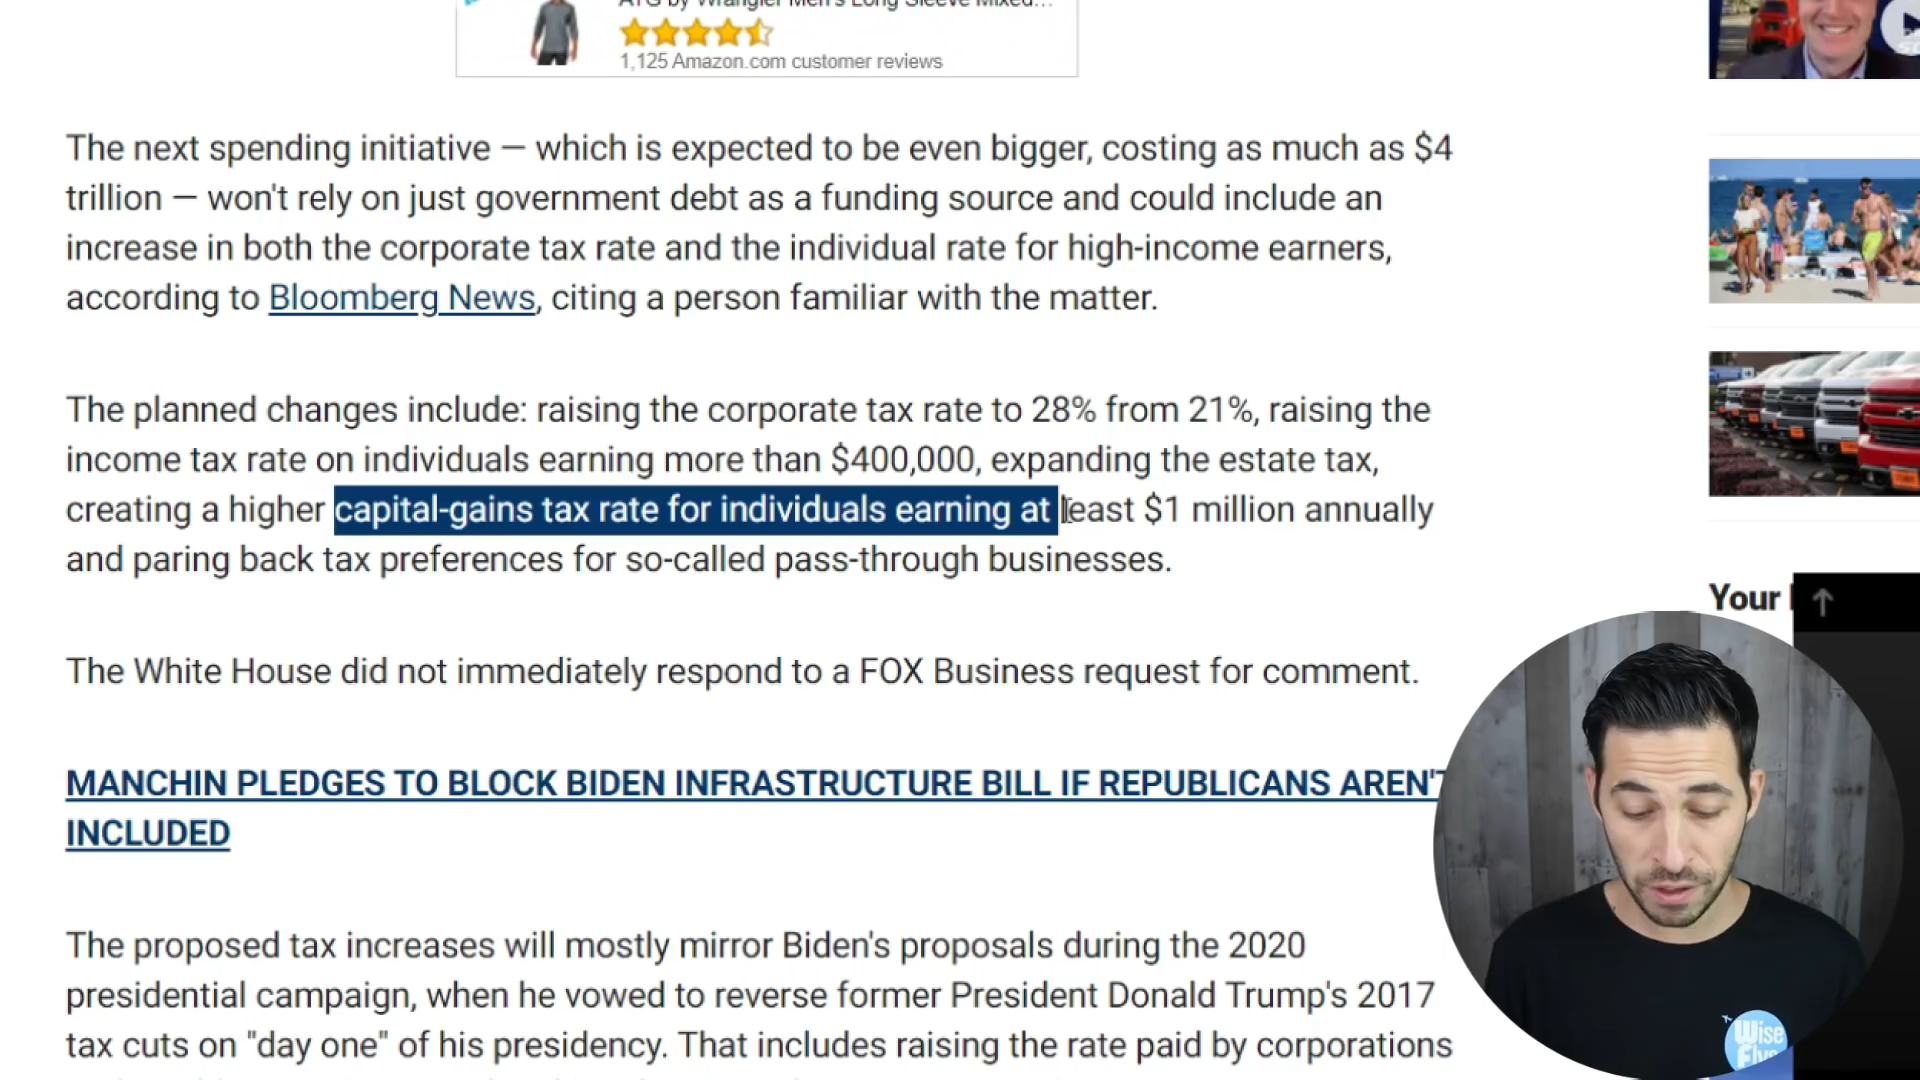 ATG by Wrangler Men's Long Sleeve Mixed...
1,125 Amazon.com customer reviews
The next spending initiative — which is expected to be even bigger, costing as much as $4
trillion — won't rely on just government debt as a funding source and could include an
increase in both the corporate tax rate and the individual rate for high-income earners,
according to Bloomberg News, citing a person familiar with the matter.
The planned changes include: raising the corporate tax rate to 28% from 21%, raising the
income tax rate on individuals earning more than $400,000, expanding the estate tax,
creating a higher capital-gains tax rate for individuals earning at least $1 million annually
and paring back tax preferences for so-called pass-through businesses.
Your
The White House did not immediately respond to a FOX Business request for comment.
MANCHIN PLEDGES TO BLOCK BIDEN INFRASTRUCTURE BILL IF REPUBLICANS AREN'T
INCLUDED
The proposed tax increases will mostly mirror Biden's proposals during the 2020
presidential campaign, when he vowed to reverse former President Donald Trump's 2017
tax cuts on "day one" of his presidency. That includes raising the rate paid by corporations
Wise